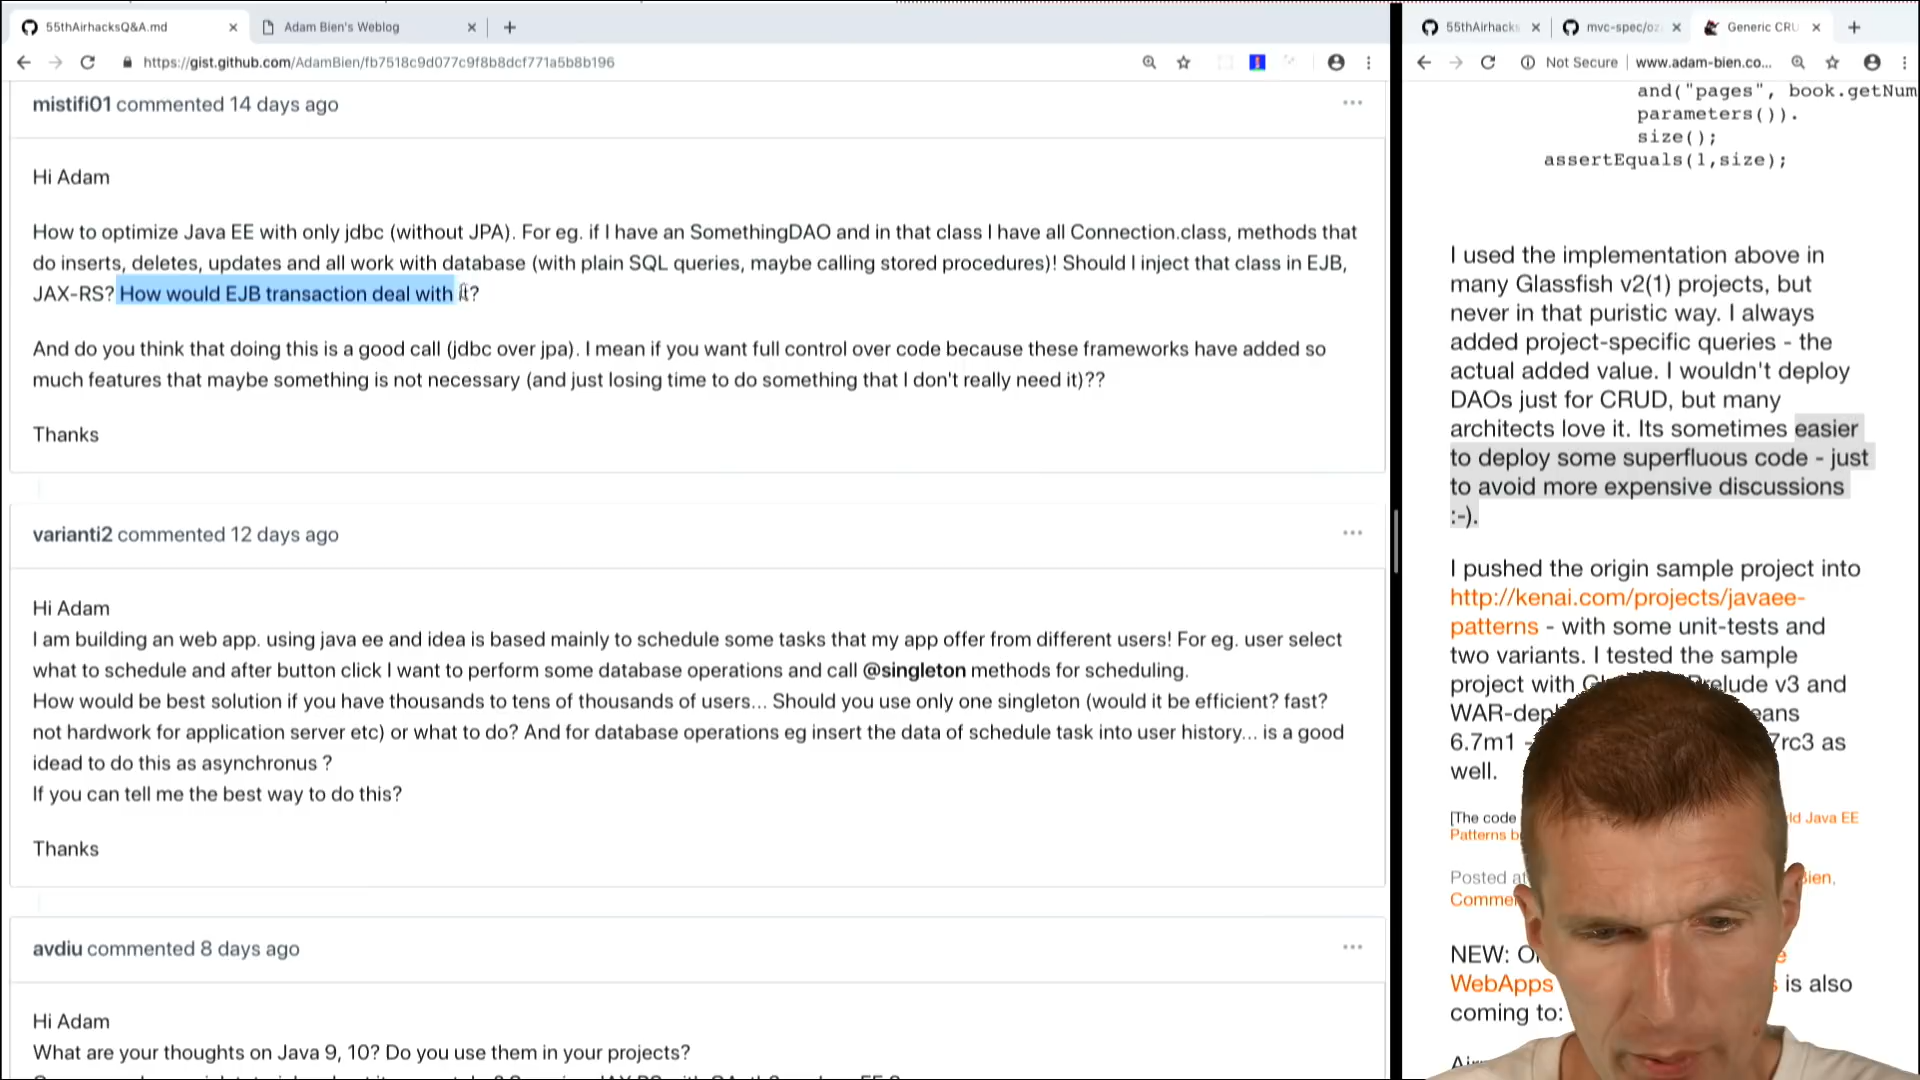 55thAirhacksQ&A.md
Adam Bien's Weblog
https://gist.github.com/AdamBien/fb7518c9d077c9f8b8dcf771a5b8b196
mistifi01 commented 14 days ago
Hi Adam
How to optimize Java EE with only jdbc (without JPA). For eg. if I have an SomethingDAO and in that class I have all Connection.class, methods that
do inserts, deletes, updates and all work with database (with plain SQL queries, maybe calling stored procedures)! Should I inject that class in EJB,
JAX-RS? How would EJB transaction deal with it?
And do you think that doing this is a good call (jdbc over jpa). I mean if you want full control over code because these frameworks have added so
much features that maybe something is not necessary (and just losing time to do something that I don't really need it)??
Thanks
varianti2 commented 12 days ago
Hi Adam
I am building an web app. using java ee and idea is based mainly to schedule some tasks that my app offer from different users! For eg. user select
what to schedule and after button click I want to perform some database operations and call @singleton methods for scheduling.
How would be best solution if you have thousands to tens of thousands of users... Should you use only one singleton (would it be efficient? fast?
not hardwork for application server etc) or what to do? And for database operations eg insert the data of schedule task into user history... is a good
idead to do this as asynchronus ?
If you can tell me the best way to do this?
Thanks
avdiu commented 8 days ago
Hi Adam
What are your thoughts on Java 9, 10? Do you use them in your projects?
55thAirhacks
mvc-spec/oz
Generic CRU
Not Secure
www.adam-bien.co...
and("pages", book.getNum
parameters()).
size();
assertEquals(1,size);
I used the implementation above in
many Glassfish v2(1) projects, but
never in that puristic way. I always
added project-specific queries - the
actual added value. I wouldn't deploy
DAOs just for CRUD, but many
architects love it. Its sometimes easier
to deploy some superfluous code - just
to avoid more expensive discussions
:-).
I pushed the origin sample project into
http://kenai.com/projects/javaee-
patterns - with some unit-tests and
two variants. I tested the sample
project with relude v3 and
WAR-dep eans
6.7m1 - 7rc3 as
well.
[The code ld Java EE
Patterns b
Posted at Bien,
Commen
NEW: On
WebApps is also
coming to: